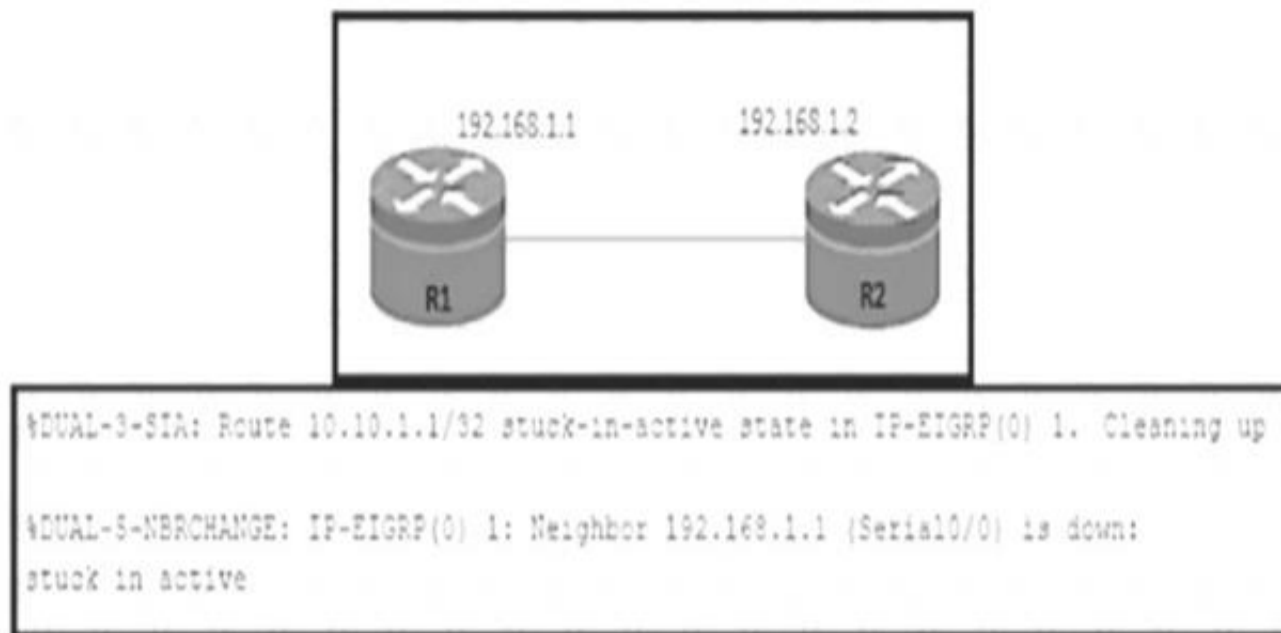 192.168.1.1
192.168.1.2
R1
R2
%DUAL-3-SIA: Route 10.10.1.1/32 stuck-in-active state in IP-EIGRP(0) 1. Cleaning up
%DUAL-5-NBRCHANGE: IP-EIGRP(0) 1: Neighbor 192.168.1.1 (Serial0/0) is down:
stuck in active